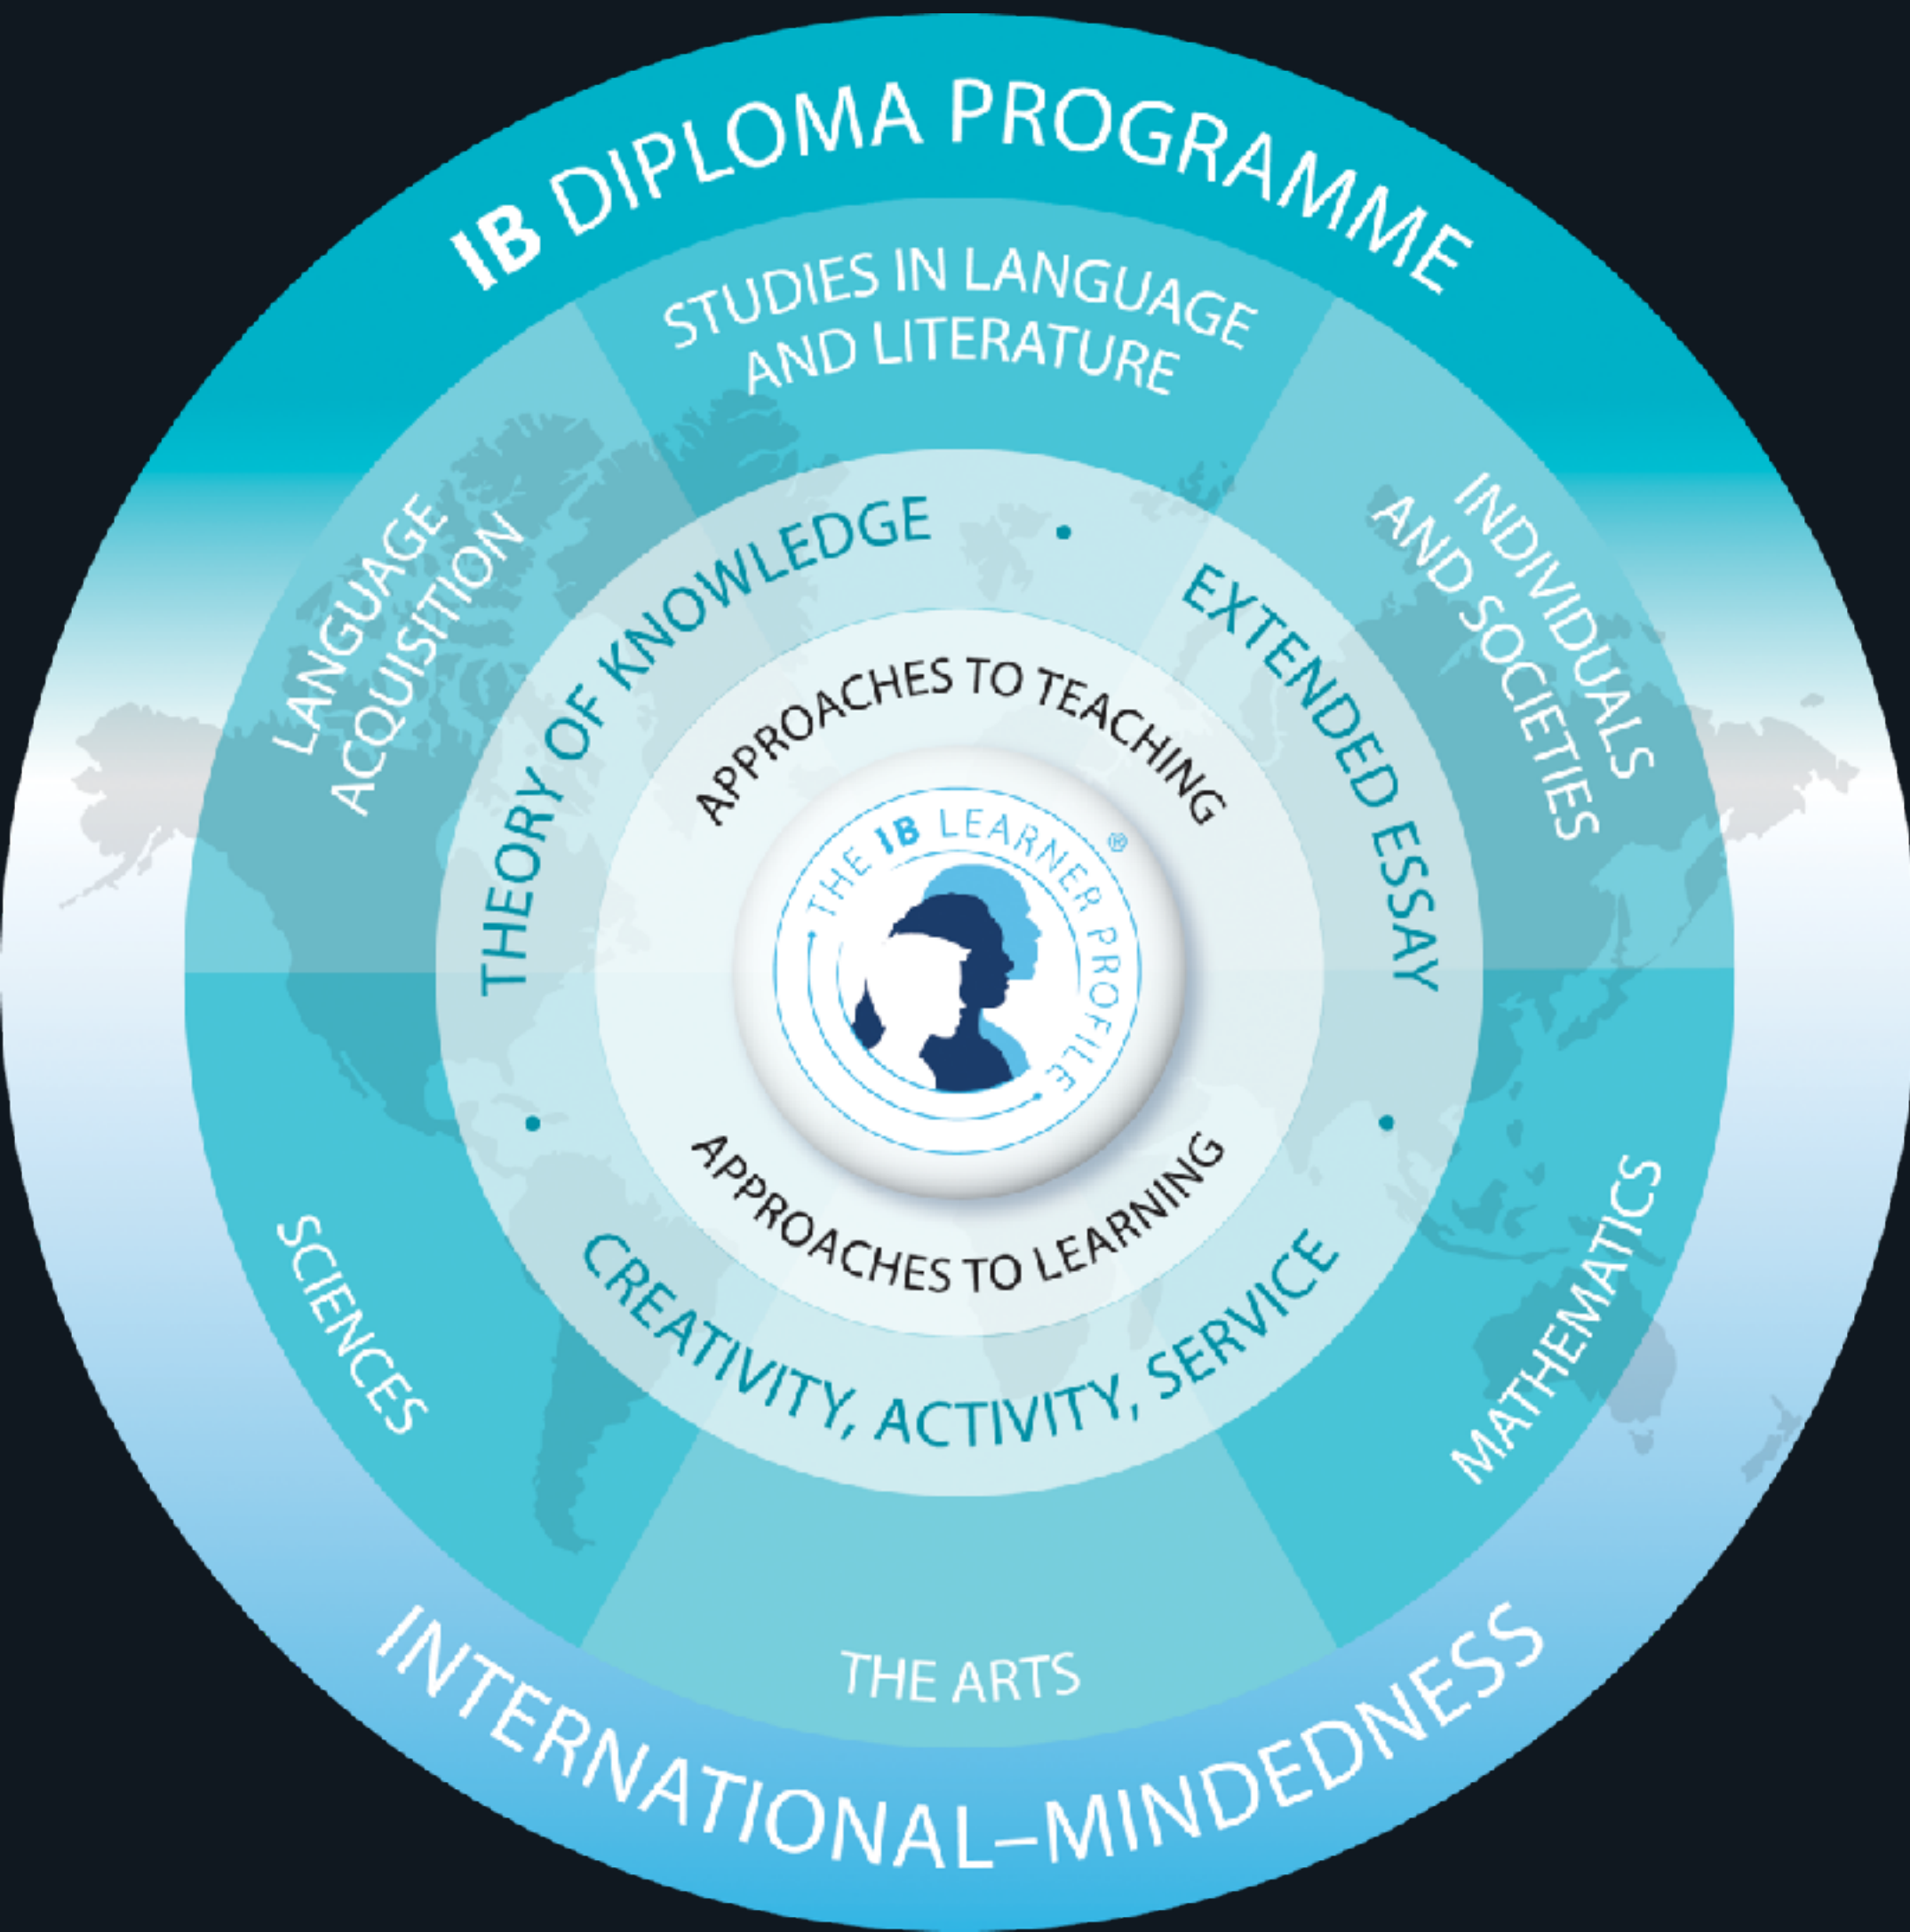 IB DIPLOMA PROGRAMME
STUDIES IN LANGUAGE
AND LITERATURE
LANGUAGE
ACQUISITION
INDIVIDUALS
AND SOCIETIES
THEORY OF KNOWLEDGE
•
EXTENDED ESSAY
•
APPROACHES TO TEACHING
THE IB LEARNER PROFILE ®
APPROACHES TO LEARNING
•
CREATIVITY, ACTIVITY, SERVICE
SCIENCES
MATHEMATICS
THE ARTS
INTERNATIONAL–MINDEDNESS